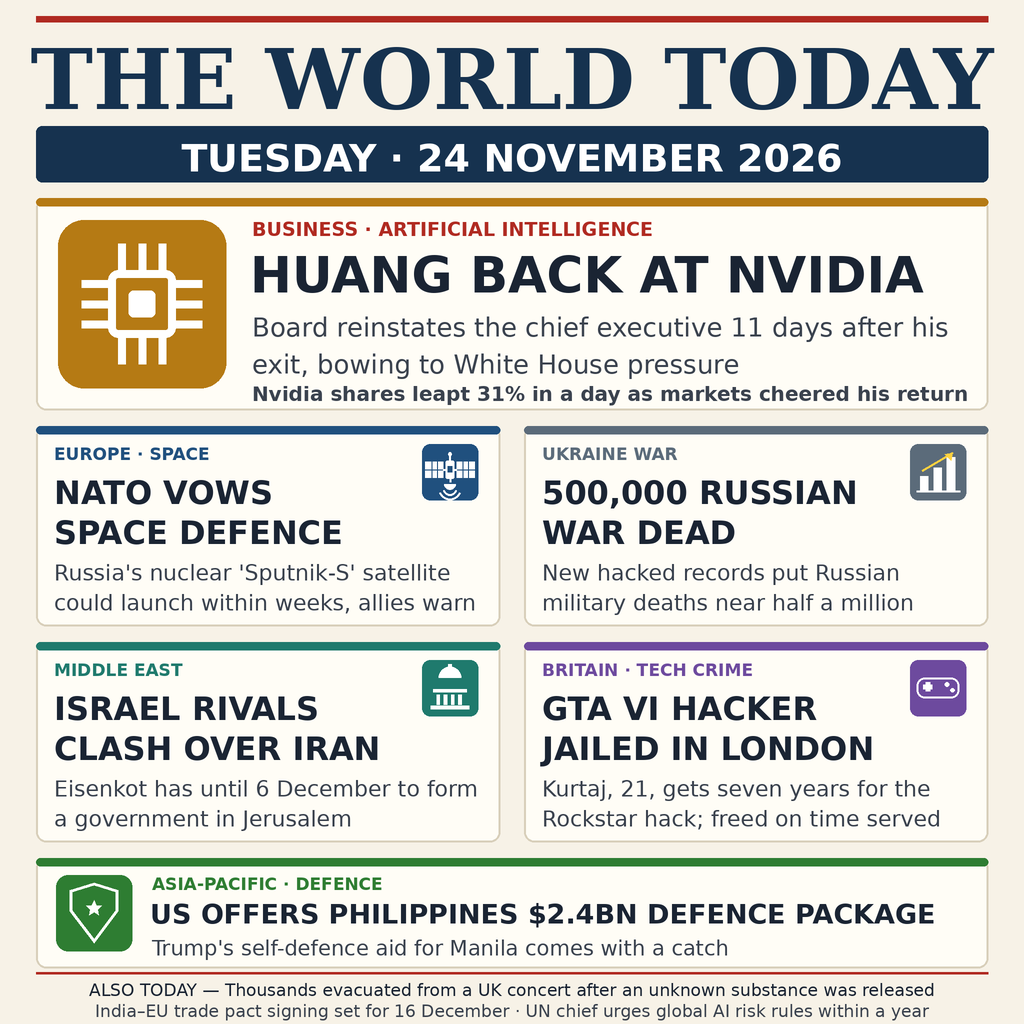 THE WORLD TODAY
TUESDAY · 24 NOVEMBER 2026
BUSINESS · ARTIFICIAL INTELLIGENCE
HUANG BACK AT NVIDIA
Board reinstates the chief executive 11 days after his
exit, bowing to White House pressure
Nvidia shares leapt 31% in a day as markets cheered his return
EUROPE · SPACE
NATO VOWS
SPACE DEFENCE
Russia's nuclear 'Sputnik-S' satellite
could launch within weeks, allies warn
UKRAINE WAR
500,000 RUSSIAN
WAR DEAD
New hacked records put Russian
military deaths near half a million
MIDDLE EAST
ISRAEL RIVALS
CLASH OVER IRAN
Eisenkot has until 6 December to form
a government in Jerusalem
BRITAIN · TECH CRIME
GTA VI HACKER
JAILED IN LONDON
Kurtaj, 21, gets seven years for the
Rockstar hack; freed on time served
ASIA-PACIFIC · DEFENCE
US OFFERS PHILIPPINES $2.4BN DEFENCE PACKAGE
Trump's self-defence aid for Manila comes with a catch
ALSO TODAY — Thousands evacuated from a UK concert after an unknown substance was released
India–EU trade pact signing set for 16 December · UN chief urges global AI risk rules within a year